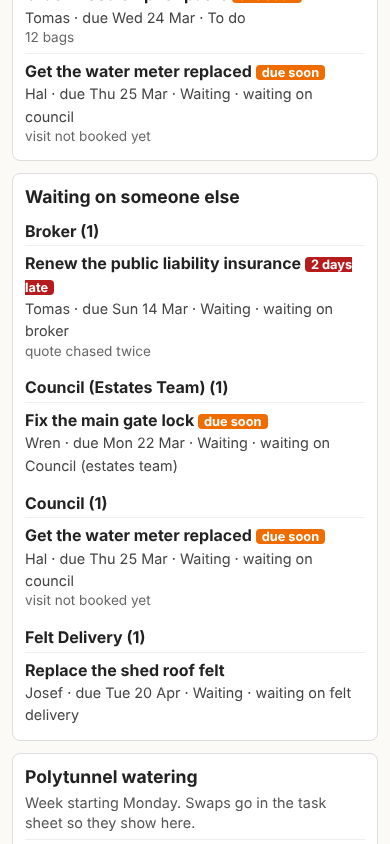 Tomas · due Wed 24 Mar · To do
12 bags
Get the water meter replaced due soon
Hal · due Thu 25 Mar · Waiting · waiting on
council
visit not booked yet
Waiting on someone else
Broker (1)
Renew the public liability insurance 2 days
late
Tomas · due Sun 14 Mar · Waiting · waiting on
broker
quote chased twice
Council (Estates Team) (1)
Fix the main gate lock due soon
Wren · due Mon 22 Mar · Waiting · waiting on
Council (estates team)
Council (1)
Get the water meter replaced due soon
Hal · due Thu 25 Mar · Waiting · waiting on
council
visit not booked yet
Felt Delivery (1)
Replace the shed roof felt
Josef · due Tue 20 Apr · Waiting · waiting on felt
delivery
Polytunnel watering
Week starting Monday. Swaps go in the task
sheet so they show here.